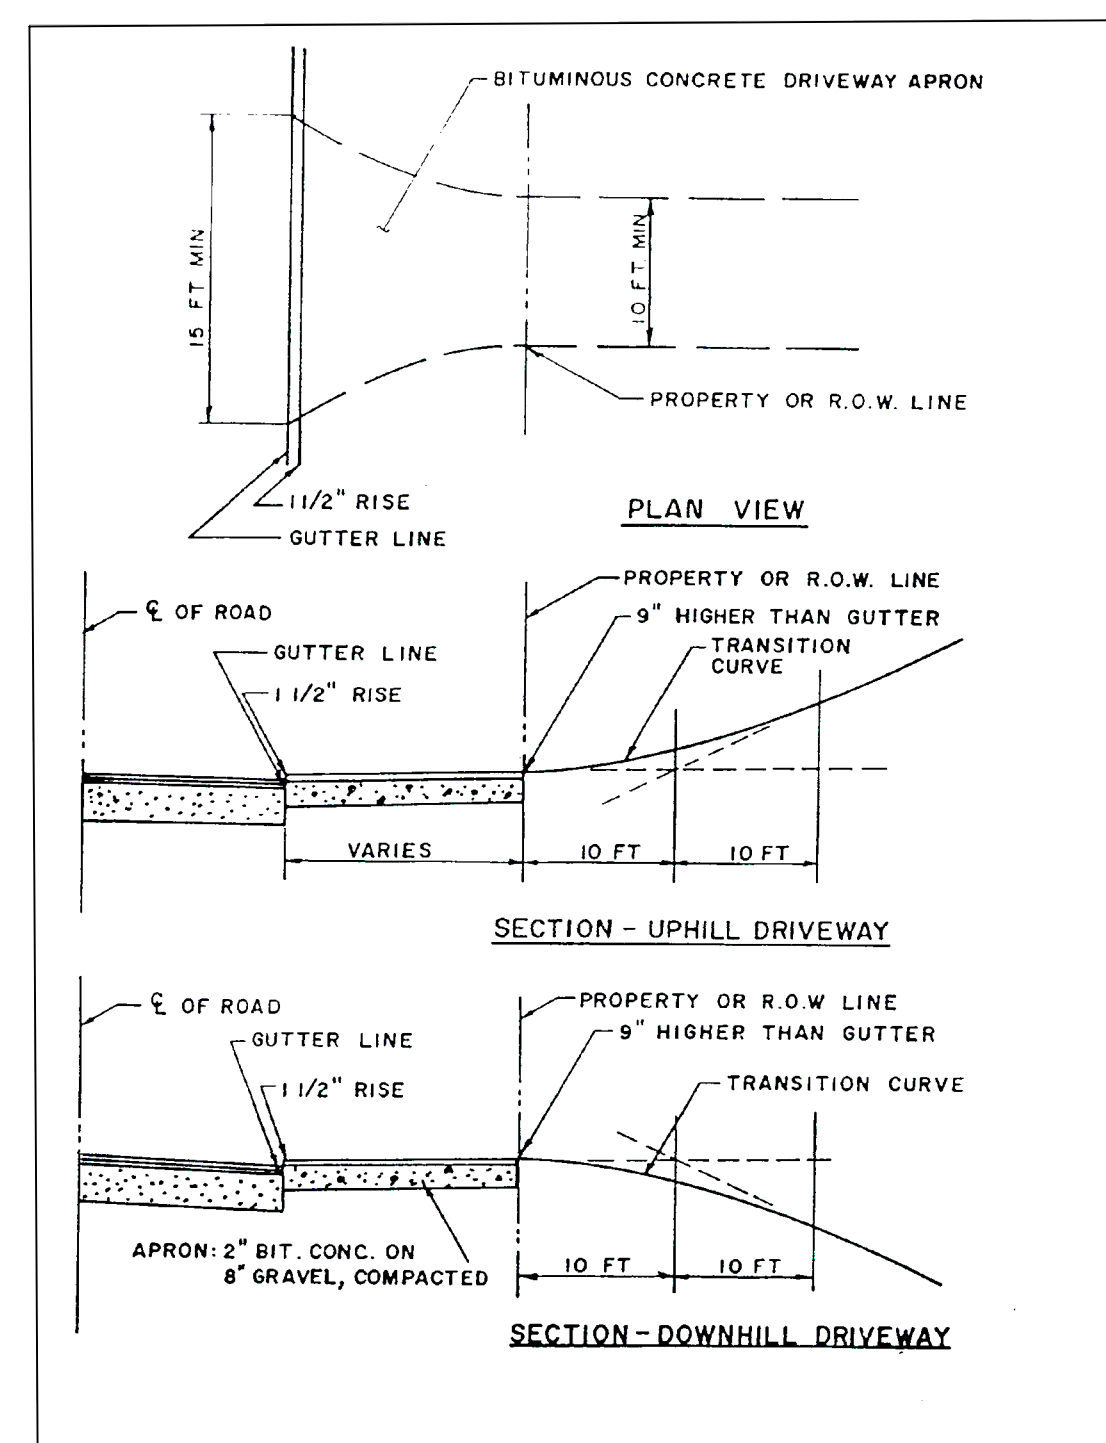 BITUMINOUS CONCRETE DRIVEWAY APRON
15 FT MIN
10 FT MIN
PROPERTY OR R.O.W. LINE
1 1/2" RISE
GUTTER LINE
PLAN VIEW
PROPERTY OR R.O.W. LINE
℄ OF ROAD
9" HIGHER THAN GUTTER
TRANSITION
CURVE
GUTTER LINE
1 1/2" RISE
VARIES
10 FT
10 FT
SECTION - UPHILL DRIVEWAY
℄ OF ROAD
PROPERTY OR R.O.W LINE
9" HIGHER THAN GUTTER
GUTTER LINE
1 1/2" RISE
TRANSITION CURVE
APRON: 2" BIT. CONC. ON
8" GRAVEL, COMPACTED
10 FT
10 FT
SECTION - DOWNHILL DRIVEWAY